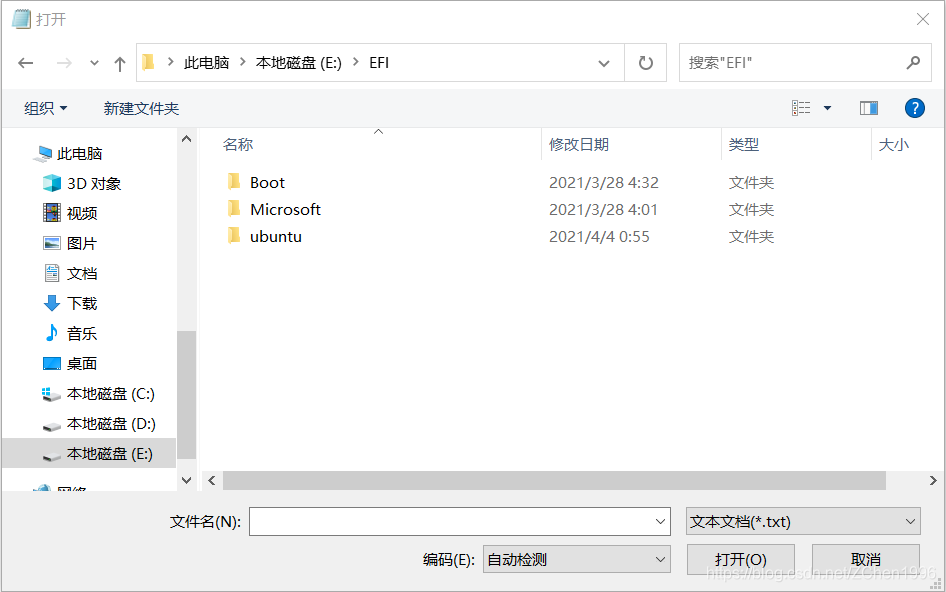 打开
此电脑 本地磁盘 (E:) EFI
搜索"EFI"
组织 新建文件夹
名称 修改日期 类型 大小
此电脑
3D 对象
视频
图片
文档
下载
音乐
桌面
本地磁盘 (C:)
本地磁盘 (D:)
本地磁盘 (E:)
网络
Boot 2021/3/28 4:32 文件夹
Microsoft 2021/3/28 4:01 文件夹
ubuntu 2021/4/4 0:55 文件夹
文件名(N): 文本文档(*.txt)
编码(E): 自动检测 打开(O) 取消
https://blog.csdn.net/ZChen1996